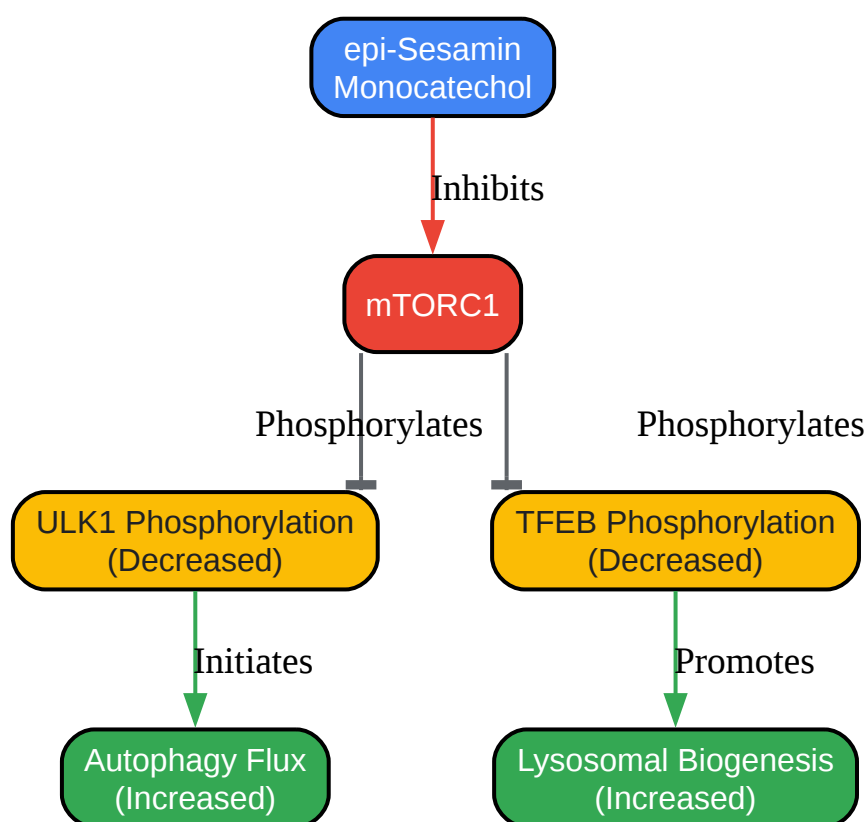 epi-Sesamin
Monocatechol
Inhibits
mTORC1
Phosphorylates
Phosphorylates
ULK1 Phosphorylation
(Decreased)
TFEB Phosphorylation
(Decreased)
Initiates
Promotes
Autophagy Flux
(Increased)
Lysosomal Biogenesis
(Increased)